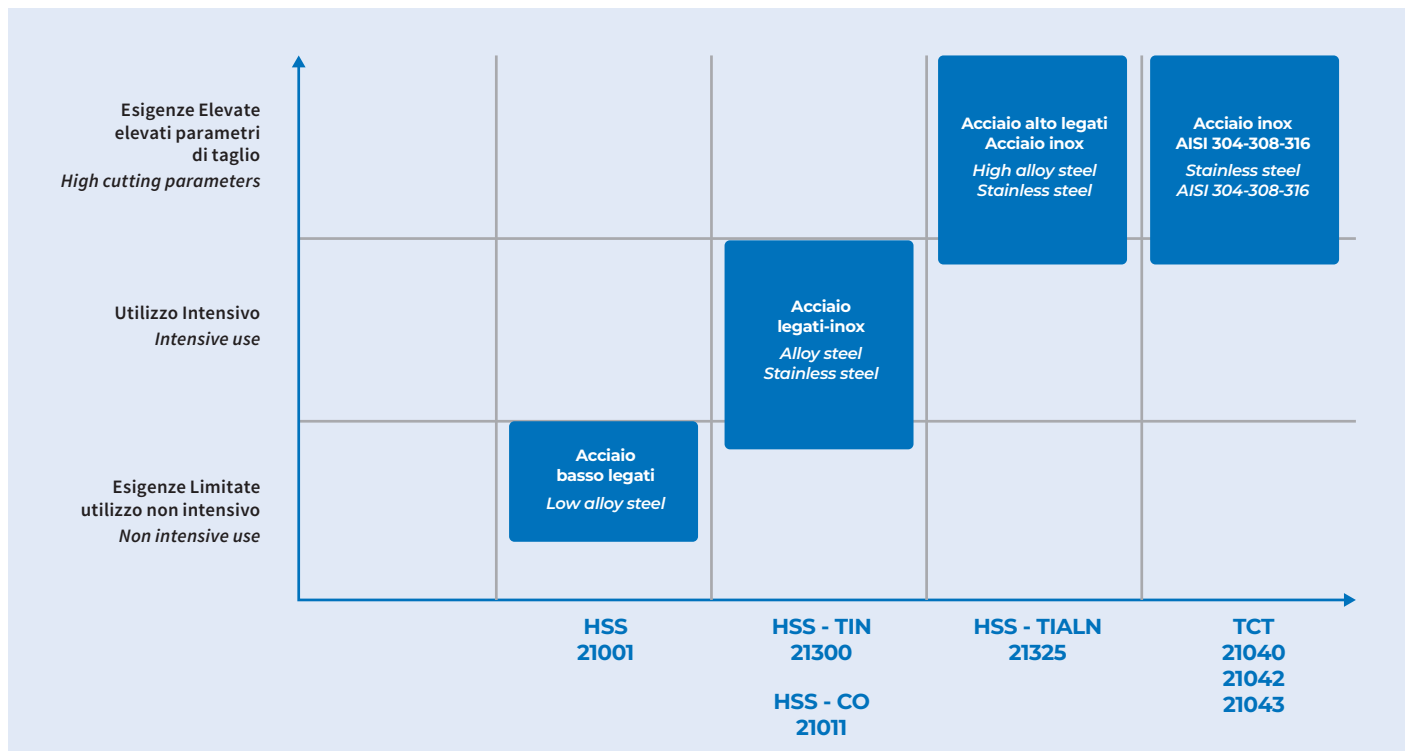 Esigenze Elevate
elevati parametri
di taglio
High cutting parameters
Utilizzo Intensivo
Intensive use
Esigenze Limitate
utilizzo non intensivo
Non intensive use
Acciaio
basso legati
Low alloy steel
Acciaio
legati-inox
Alloy steel
Stainless steel
Acciaio alto legati
Acciaio inox
High alloy steel
Stainless steel
Acciaio inox
AISI 304-308-316
Stainless steel
AISI 304-308-316
HSS
21001
HSS - TIN
21300
HSS - CO
21011
HSS - TIALN
21325
TCT
21040
21042
21043